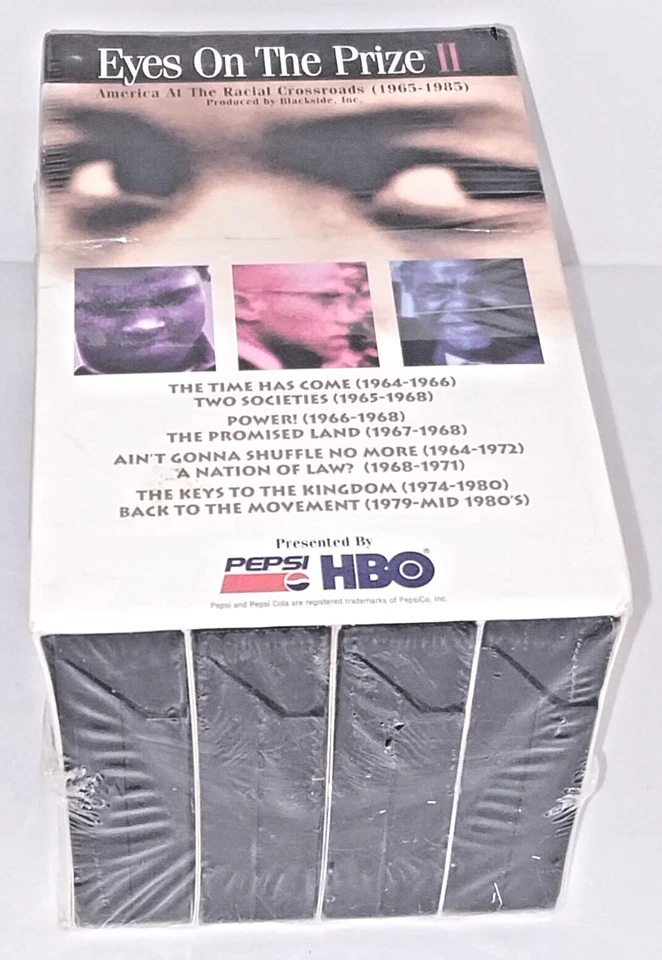 Eyes On The Prize II
America At The Racial Crossroads (1965-1985)
Produced by Blackside, Inc.
THE TIME HAS COME (1964-1966)
TWO SOCIETIES (1965-1968)
POWER! (1966-1968)
THE PROMISED LAND (1967-1968)
AIN'T GONNA SHUFFLE NO MORE (1964-1972)
A NATION OF LAW? (1968-1971)
THE KEYS TO THE KINGDOM (1974-1980)
BACK TO THE MOVEMENT (1979-MID 1980'S)
Presented By
PEPSI HBO®
Pepsi and Pepsi Cola are registered trademarks of PepsiCo, Inc.